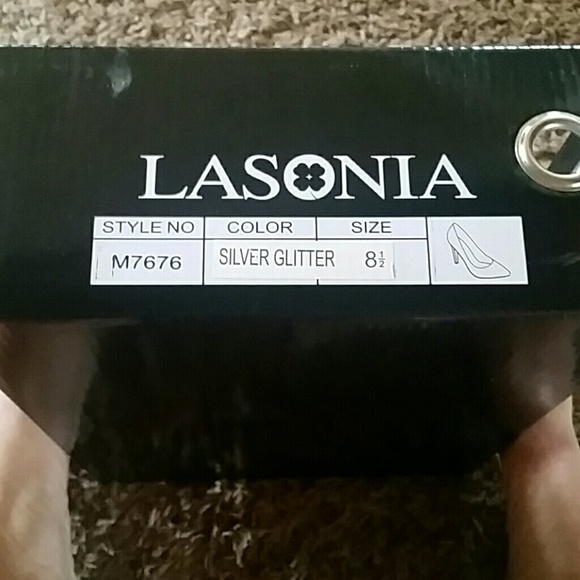 LASONIA
STYLE NO COLOR SIZE
M7676 SILVER GLITTER 8½